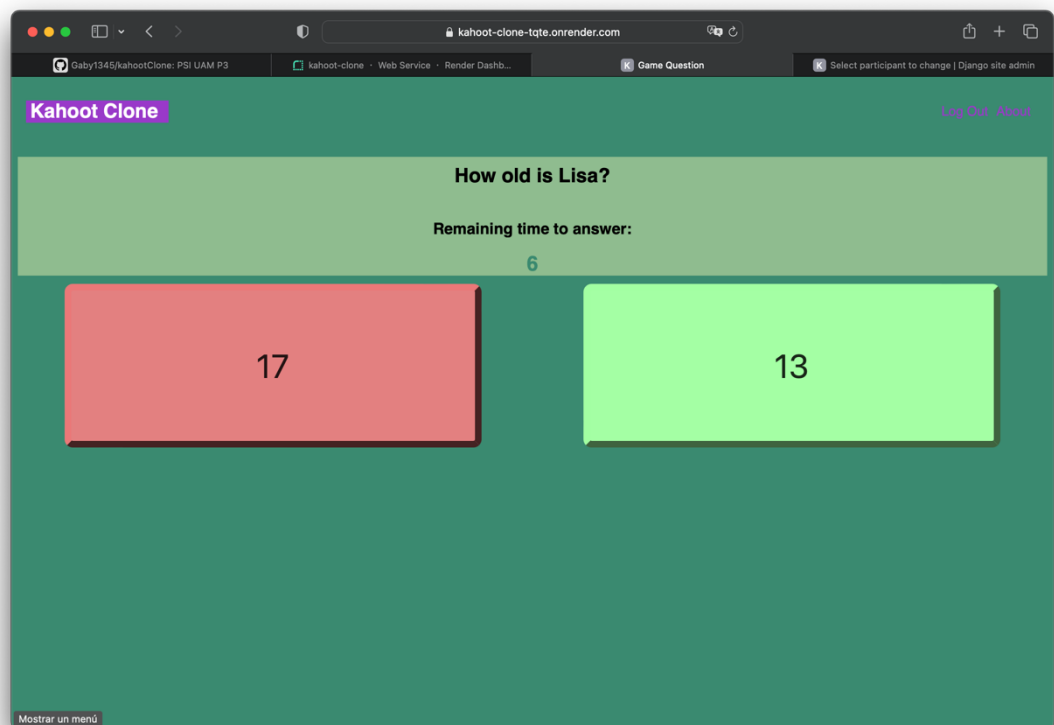 kahoot-clone-tqte.onrender.com
Gaby1345/kahootClone: PSI UAM P3
kahoot-clone · Web Service · Render Dashb...
K Game Question
K Select participant to change | Django site admin
Kahoot Clone
Log Out About
How old is Lisa?
Remaining time to answer:
6
17
13
Mostrar un menú